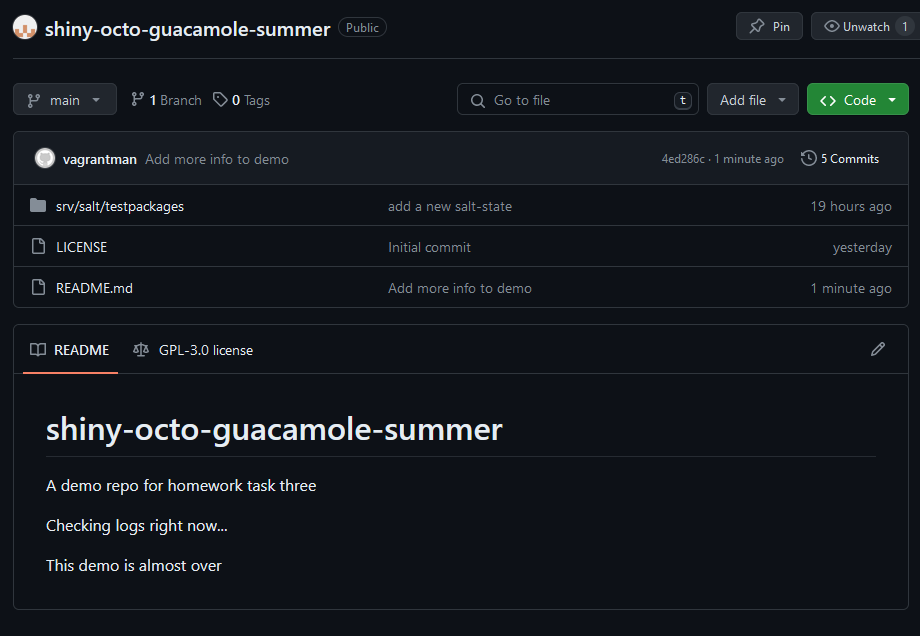 shiny-octo-guacamole-summer Public Pin Unwatch 1
main 1 Branch 0 Tags Go to file t Add file Code
vagrantman Add more info to demo 4ed286c · 1 minute ago 5 Commits
srv/salt/testpackages add a new salt-state 19 hours ago
LICENSE Initial commit yesterday
README.md Add more info to demo 1 minute ago
README GPL-3.0 license
shiny-octo-guacamole-summer
A demo repo for homework task three
Checking logs right now...
This demo is almost over